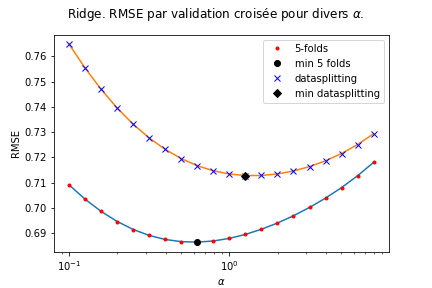 Ridge. RMSE par validation croisée pour divers α.
5-folds
min 5 folds
datasplitting
min datasplitting
RMSE
0.76
0.75
0.74
0.73
0.72
0.71
0.70
0.69
10⁻¹
10⁰
α